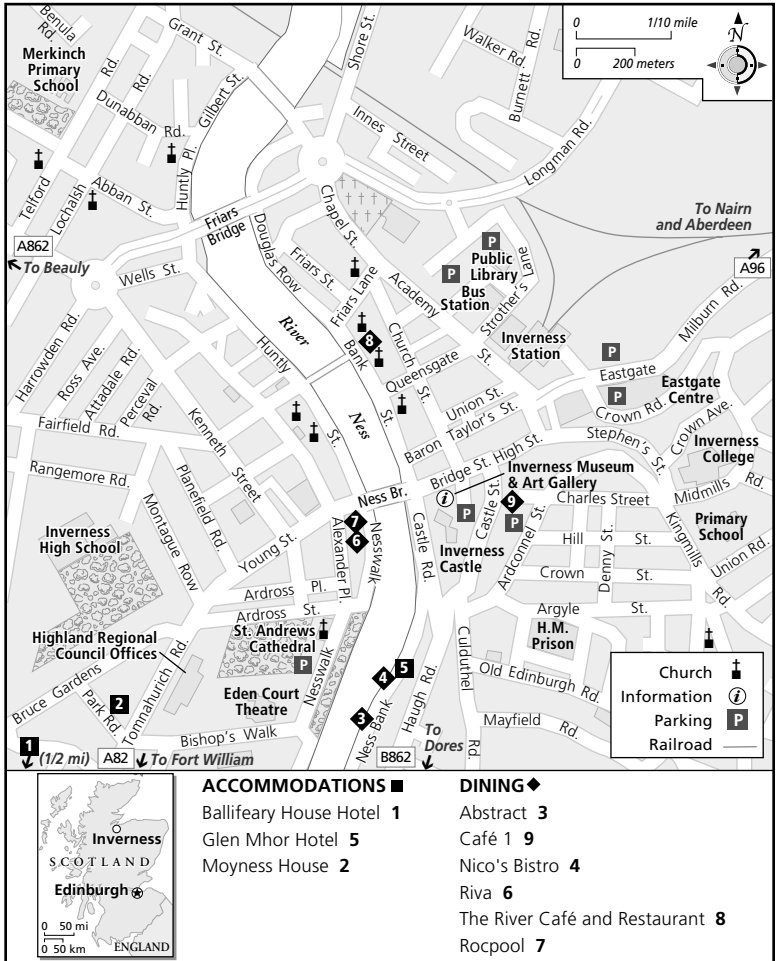 Benula
Rd.
Grant St.
Shore St.
Walker Rd.
Burnett Rd.
0 1/10 mile
0 200 meters
N
Merkinch
Primary
School
Rd.
Rd.
Gilbert St.
Dunabban
Rd.
Innes Street
Longman Rd.
Telford
Lochalsh
Abban St.
Huntly Pl.
Friars
Bridge
Douglas Row
Chapel St.
To Nairn
and Aberdeen
A862
To Beauly
A96
Wells St.
Friars St.
Friars Lane
Academy
St.
P
Public
Library
P
Bus
Station
Strother's Lane
Inverness
Station
Milburn Rd.
River
Ness
Huntly
St.
Bank
St.
8
Church
St.
Queensgate
P
Eastgate
P
Eastgate
Centre
Crown Rd.
Crown Ave.
Harrowden Rd.
Ross Ave.
Attadale Rd.
Perceval
Rd.
Kenneth
Street
Fairfield Rd.
Union St.
Baron Taylor's St.
Bridge St.
High St.
Stephen's St.
Inverness
College
Rangemore Rd.
Planefield Rd.
Montague Row
Ness Br.
Inverness Museum
& Art Gallery
i
P
Castle St.
9
P
Charles Street
Midmills
Rd.
Inverness
High School
7
6
Young St.
Alexander Pl.
Nesswalk
Castle Rd.
Inverness
Castle
Ardconnel St.
Hill St.
Denny St.
Crown St.
Kingmills
Rd.
Primary
School
Union Rd.
Ardross Pl.
Ardross St.
Argyle St.
H.M.
Prison
Highland Regional
Council Offices
St. Andrews
Cathedral
P
Nesswalk
Eden Court
Theatre
4
5
3
Ness Bank
Haugh Rd.
Culduthel
Rd.
Old Edinburgh Rd.
Mayfield Rd.
Bruce Gardens
Park Rd.
2
Tomnahurich Rd.
Bishop's Walk
1
(1/2 mi)
A82
To Fort William
B862
To
Dores
Church
Information i
Parking P
Railroad
Inverness
SCOTLAND
Edinburgh
0 50 mi
0 50 km
ENGLAND
ACCOMMODATIONS
Ballifeary House Hotel 1
Glen Mhor Hotel 5
Moyness House 2
DINING
Abstract 3
Café 1 9
Nico's Bistro 4
Riva 6
The River Café and Restaurant 8
Rocpool 7